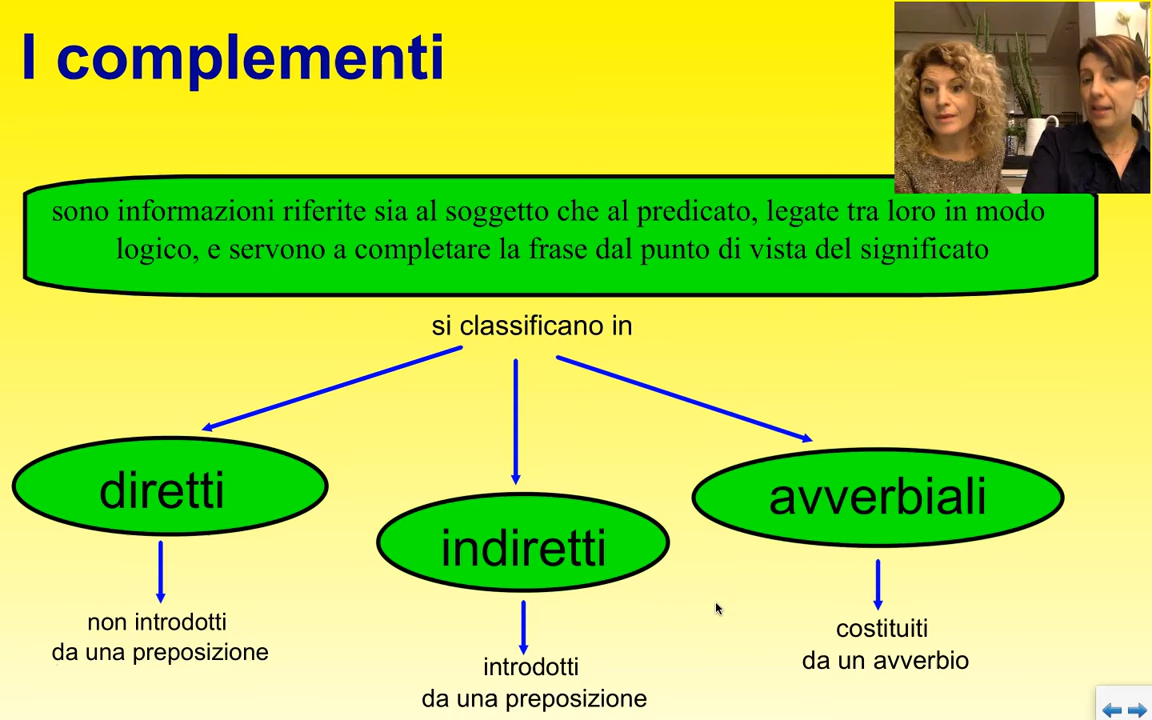 I complementi
sono informazioni riferite sia al soggetto che al predicato, legate tra loro in modo
logico, e servono a completare la frase dal punto di vista del significato
si classificano in
diretti
indiretti
avverbiali
non introdotti
da una preposizione
introdotti
da una preposizione
costituiti
da un avverbio